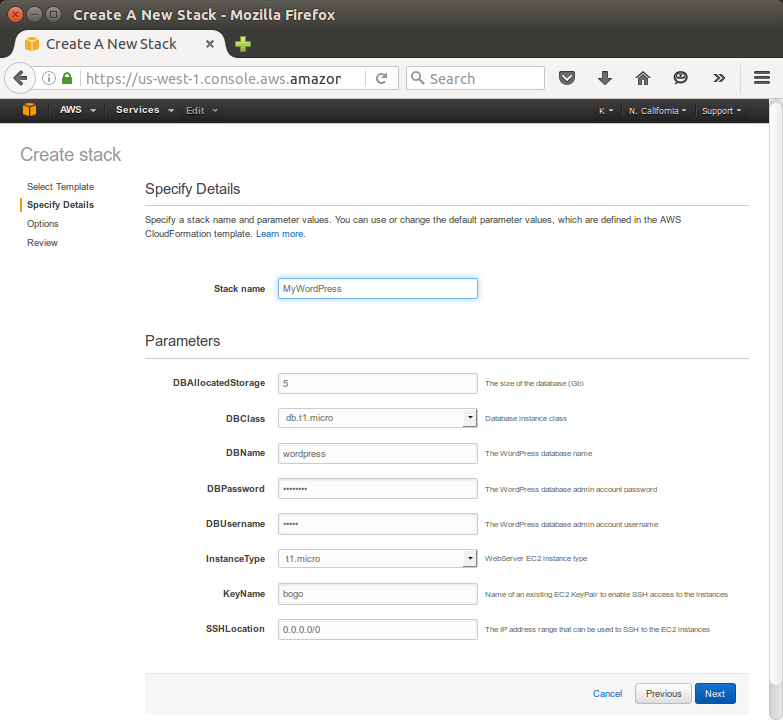 Create A New Stack - Mozilla Firefox
Create A New Stack
https://us-west-1.console.aws.amazon
Search
AWS Services Edit K N. California Support
Create stack
Select Template
Specify Details
Options
Review
Specify Details
Specify a stack name and parameter values. You can use or change the default parameter values, which are defined in the AWS
CloudFormation template. Learn more.
Stack name MyWordPress
Parameters
DBAllocatedStorage 5 The size of the database (Gb)
DBClass db.t1.micro Database instance class
DBName wordpress The WordPress database name
DBPassword •••••••• The WordPress database admin account password
DBUsername ••••• The WordPress database admin account username
InstanceType t1.micro WebServer EC2 instance type
KeyName bogo Name of an existing EC2 KeyPair to enable SSH access to the instances
SSHLocation 0.0.0.0/0 The IP address range that can be used to SSH to the EC2 instances
Cancel Previous Next